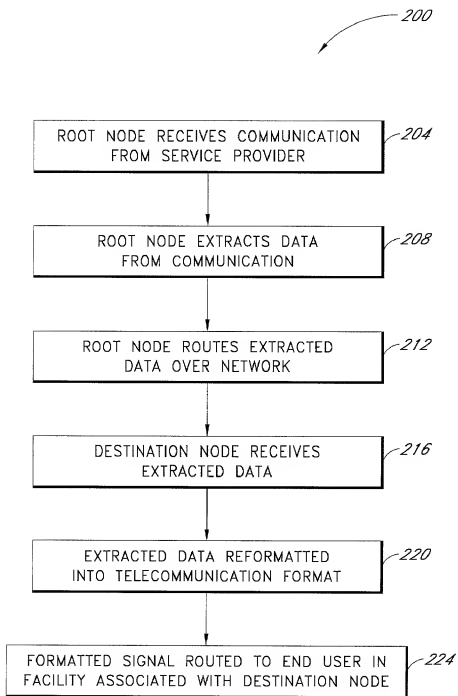 200
ROOT NODE RECEIVES COMMUNICATION
FROM SERVICE PROVIDER
204
ROOT NODE EXTRACTS DATA
FROM COMMUNICATION
208
ROOT NODE ROUTES EXTRACTED
DATA OVER NETWORK
212
DESTINATION NODE RECEIVES
EXTRACTED DATA
216
EXTRACTED DATA REFORMATTED
INTO TELECOMMUNICATION FORMAT
220
FORMATTED SIGNAL ROUTED TO END USER IN
FACILITY ASSOCIATED WITH DESTINATION NODE
224